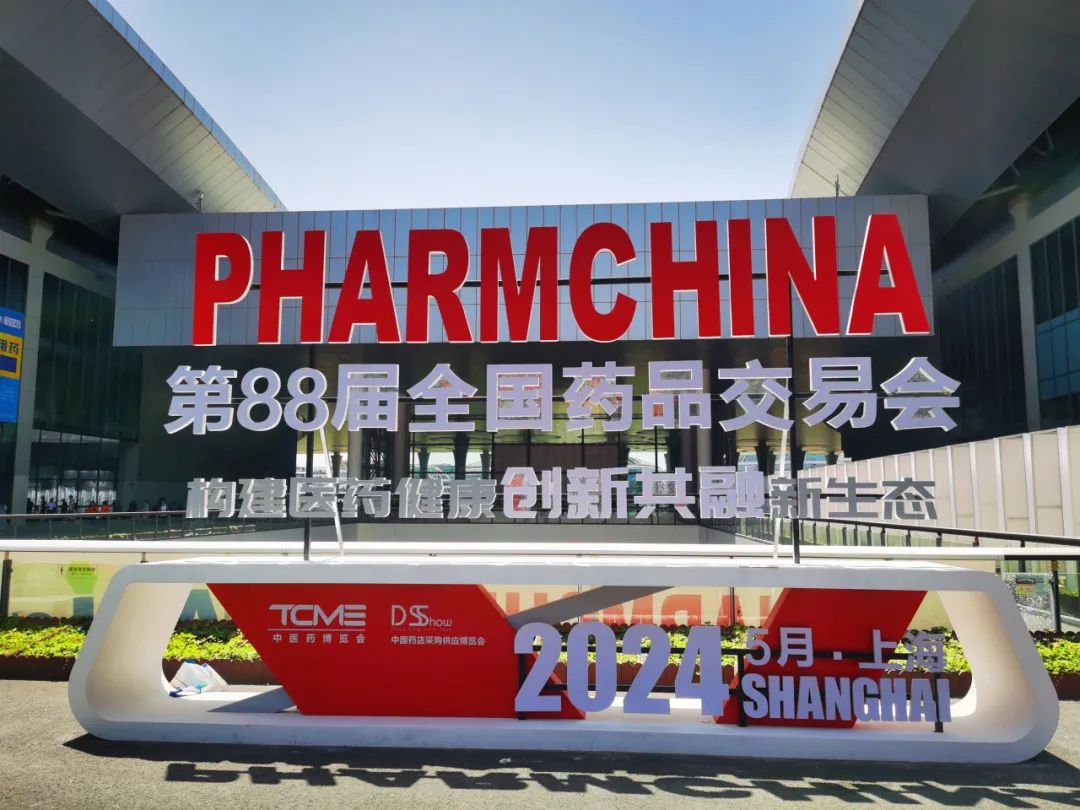 PHARMCHINA
第88届全国药品交易会
构建医药健康创新共融新生态
TCME
中医药博览会
DSShow
中国药店采购供应博览会
2024
5月·上海
SHANGHAI
用药